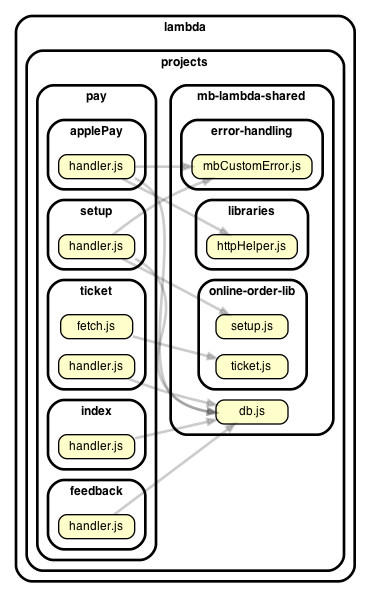 lambda
projects
pay
applePay
handler.js
setup
handler.js
ticket
fetch.js
handler.js
index
handler.js
feedback
handler.js
mb-lambda-shared
error-handling
mbCustomError.js
libraries
httpHelper.js
online-order-lib
setup.js
ticket.js
db.js